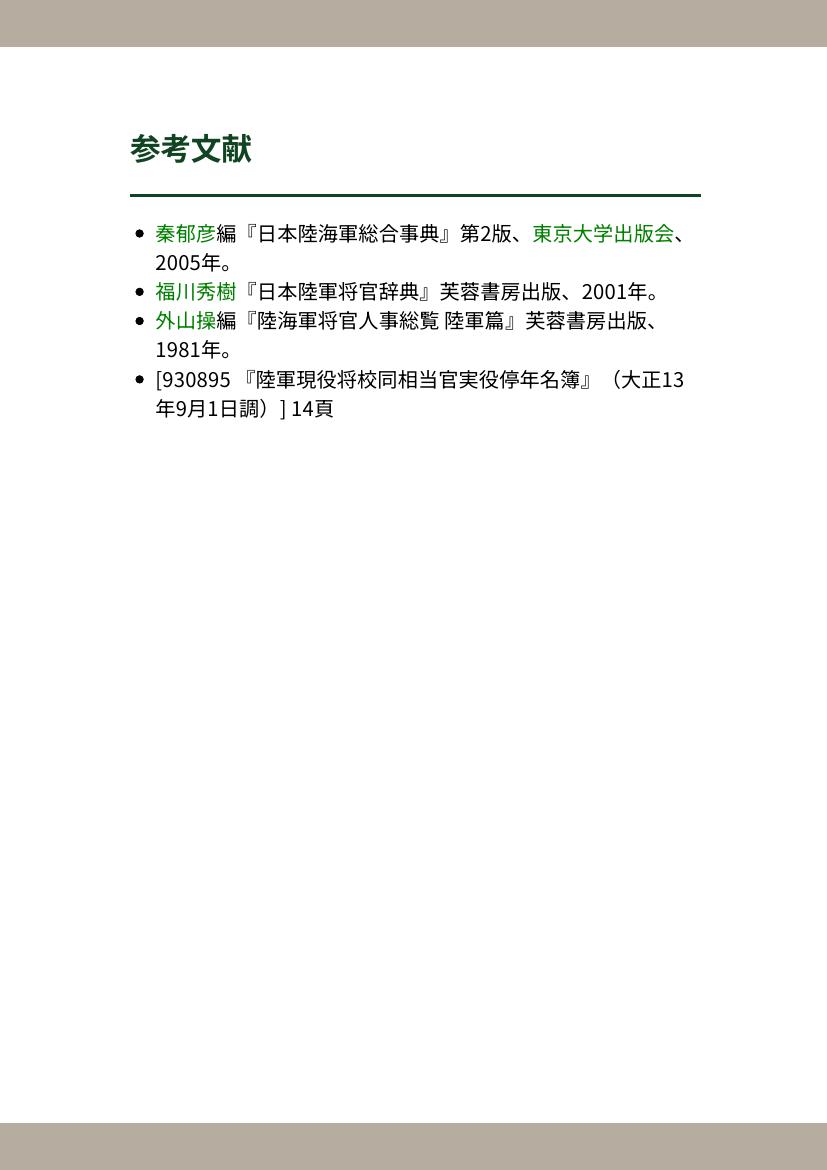 参考文献
秦郁彦編『日本陸海軍総合事典』第2版、東京大学出版会、
2005年。
福川秀樹『日本陸軍将官辞典』芙蓉書房出版、2001年。
外山操編『陸海軍将官人事総覧 陸軍篇』芙蓉書房出版、
1981年。
[930895 『陸軍現役将校同相当官実役停年名簿』（大正13
年9月1日調）] 14頁